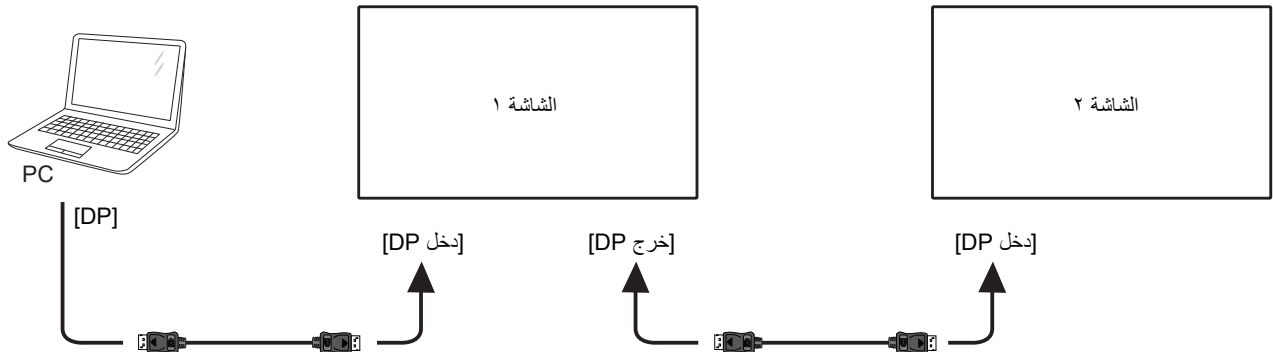 الشاشة ١
الشاشة ٢
PC
[DP]
[دخل DP]
[خرج DP]
[دخل DP]